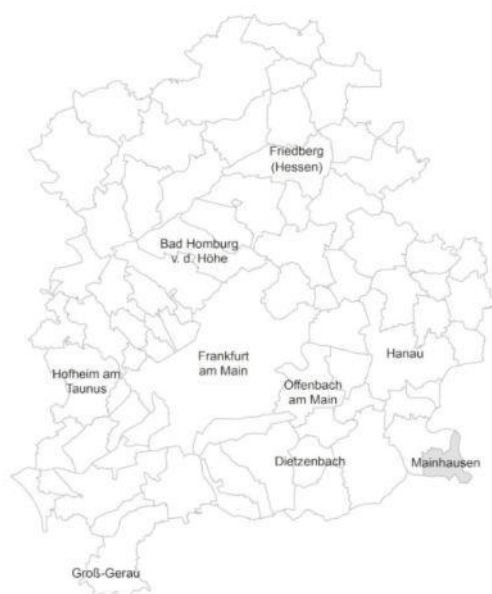 Friedberg
(Hessen)
Bad Homburg
v. d. Höhe
Frankfurt
am Main
Hanau
Hofheim am
Taunus
Offenbach
am Main
Dietzenbach
Mainhausen
Groß-Gerau